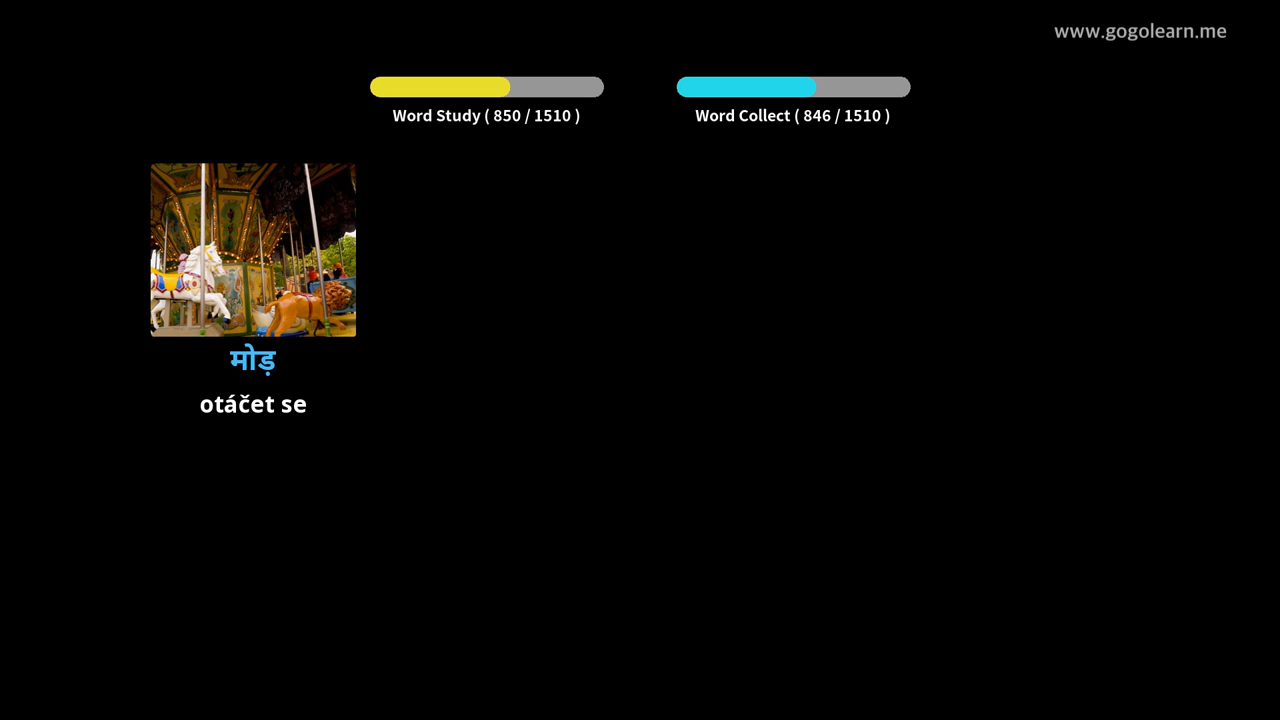 www.gogolearn.me
Word Study ( 850 / 1510 )
Word Collect ( 846 / 1510 )
मोड़
otáčet se